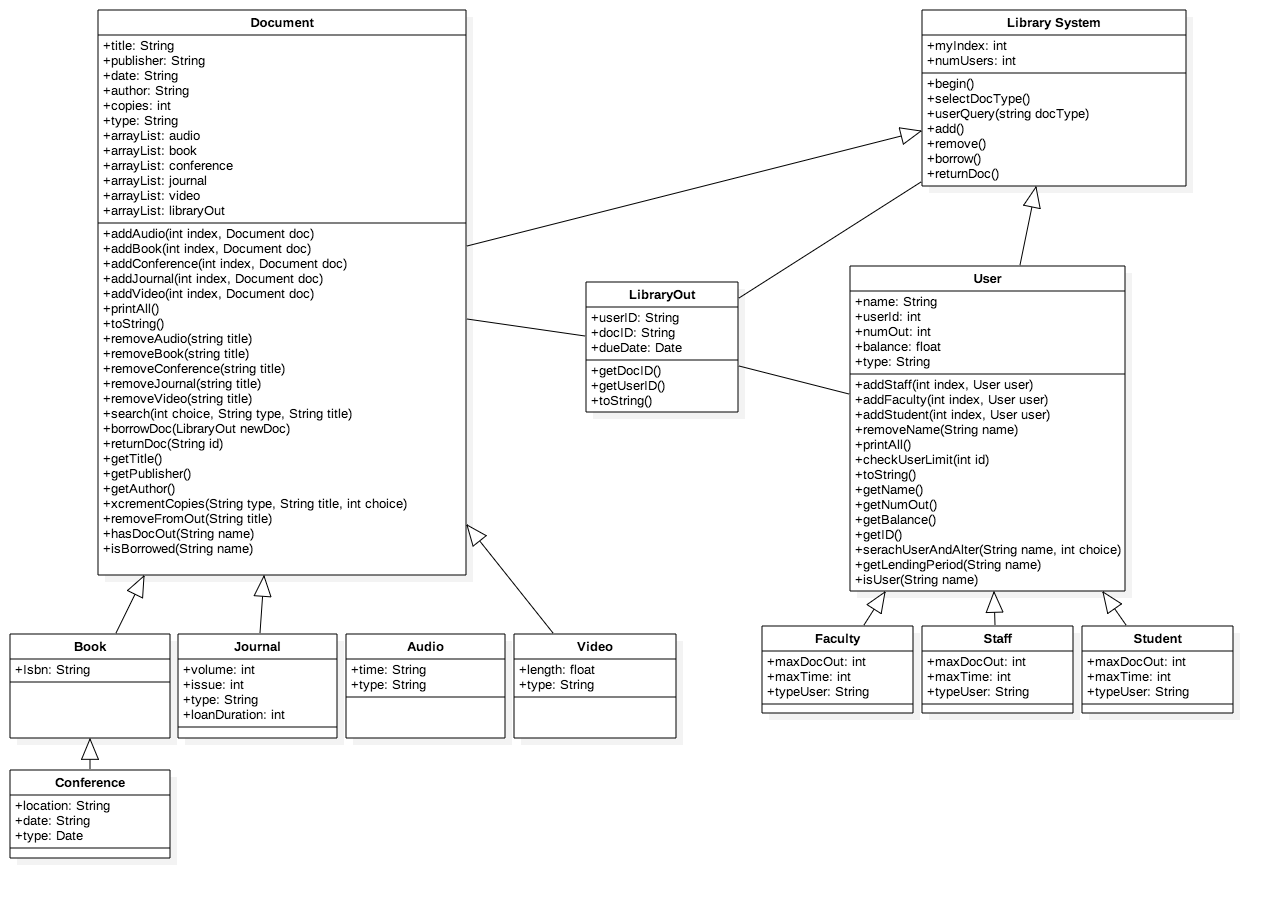 Document
+title: String
+publisher: String
+date: String
+author: String
+copies: int
+type: String
+arrayList: audio
+arrayList: book
+arrayList: conference
+arrayList: journal
+arrayList: video
+arrayList: libraryOut
+addAudio(int index, Document doc)
+addBook(int index, Document doc)
+addConference(int index, Document doc)
+addJournal(int index, Document doc)
+addVideo(int index, Document doc)
+printAll()
+toString()
+removeAudio(string title)
+removeBook(string title)
+removeConference(string title)
+removeJournal(string title)
+removeVideo(string title)
+search(int choice, String type, String title)
+borrowDoc(LibraryOut newDoc)
+returnDoc(String id)
+getTitle()
+getPublisher()
+getAuthor()
+xcrementCopies(String type, String title, int choice)
+removeFromOut(String title)
+hasDocOut(String name)
+isBorrowed(String name)
Library System
+myIndex: int
+numUsers: int
+begin()
+selectDocType()
+userQuery(string docType)
+add()
+remove()
+borrow()
+returnDoc()
LibraryOut
+userID: String
+docID: String
+dueDate: Date
+getDocID()
+getUserID()
+toString()
User
+name: String
+userId: int
+numOut: int
+balance: float
+type: String
+addStaff(int index, User user)
+addFaculty(int index, User user)
+addStudent(int index, User user)
+removeName(String name)
+printAll()
+checkUserLimit(int id)
+toString()
+getName()
+getNumOut()
+getBalance()
+getID()
+serachUserAndAlter(String name, int choice)
+getLendingPeriod(String name)
+isUser(String name)
Book
+Isbn: String
Journal
+volume: int
+issue: int
+type: String
+loanDuration: int
Audio
+time: String
+type: String
Video
+length: float
+type: String
Faculty
+maxDocOut: int
+maxTime: int
+typeUser: String
Staff
+maxDocOut: int
+maxTime: int
+typeUser: String
Student
+maxDocOut: int
+maxTime: int
+typeUser: String
Conference
+location: String
+date: String
+type: Date